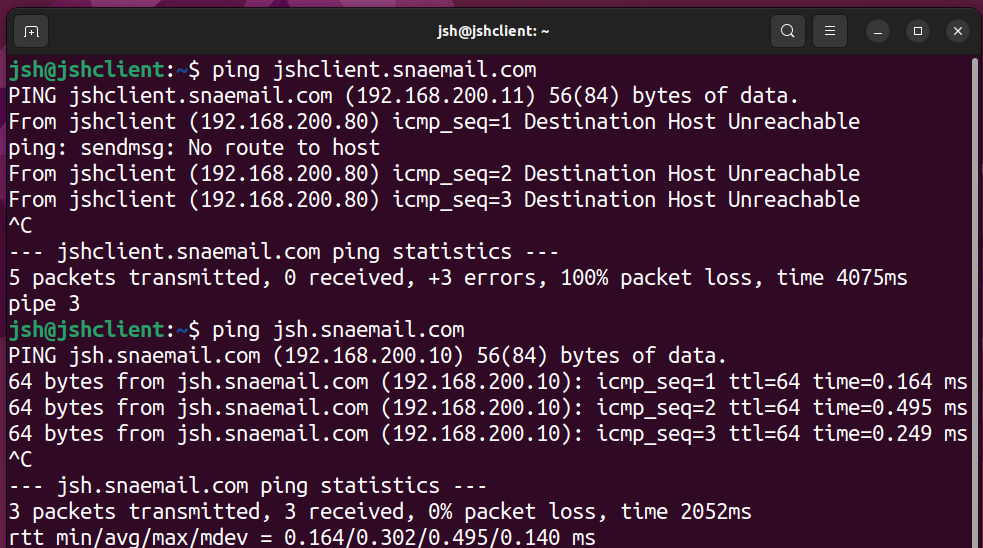 jsh@jshclient: ~
jsh@jshclient:~$ ping jshclient.snaemail.com
PING jshclient.snaemail.com (192.168.200.11) 56(84) bytes of data.
From jshclient (192.168.200.80) icmp_seq=1 Destination Host Unreachable
ping: sendmsg: No route to host
From jshclient (192.168.200.80) icmp_seq=2 Destination Host Unreachable
From jshclient (192.168.200.80) icmp_seq=3 Destination Host Unreachable
^C
--- jshclient.snaemail.com ping statistics ---
5 packets transmitted, 0 received, +3 errors, 100% packet loss, time 4075ms
pipe 3
jsh@jshclient:~$ ping jsh.snaemail.com
PING jsh.snaemail.com (192.168.200.10) 56(84) bytes of data.
64 bytes from jsh.snaemail.com (192.168.200.10): icmp_seq=1 ttl=64 time=0.164 ms
64 bytes from jsh.snaemail.com (192.168.200.10): icmp_seq=2 ttl=64 time=0.495 ms
64 bytes from jsh.snaemail.com (192.168.200.10): icmp_seq=3 ttl=64 time=0.249 ms
^C
--- jsh.snaemail.com ping statistics ---
3 packets transmitted, 3 received, 0% packet loss, time 2052ms
rtt min/avg/max/mdev = 0.164/0.302/0.495/0.140 ms